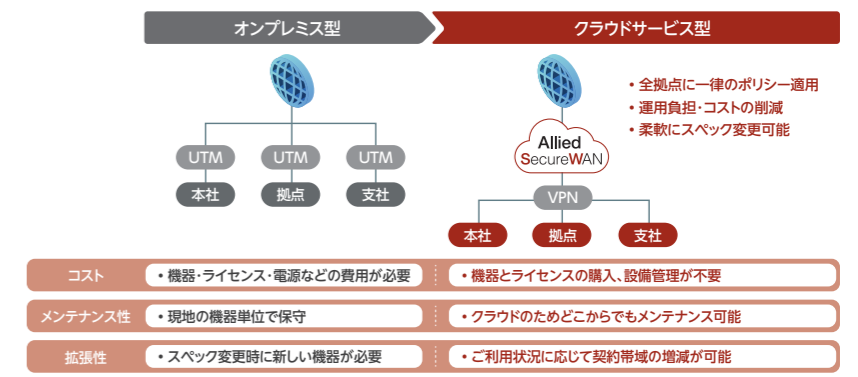 オンプレミス型
クラウドサービス型
UTM
UTM
UTM
本社
拠点
支社
・全拠点に一律のポリシー適用
・運用負担・コストの削減
・柔軟にスペック変更可能
Allied
SecureWAN
VPN
本社
拠点
支社
コスト
・機器・ライセンス・電源などの費用が必要
・機器とライセンスの購入、設備管理が不要
メンテナンス性
・現地の機器単位で保守
・クラウドのためどこからでもメンテナンス可能
拡張性
・スペック変更時に新しい機器が必要
・ご利用状況に応じて契約帯域の増減が可能